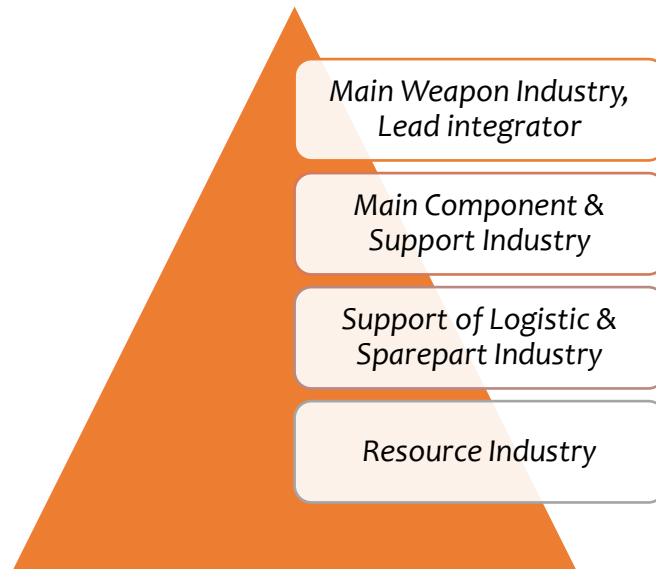 Main Weapon Industry,
Lead integrator
Main Component &
Support Industry
Support of Logistic &
Sparepart Industry
Resource Industry